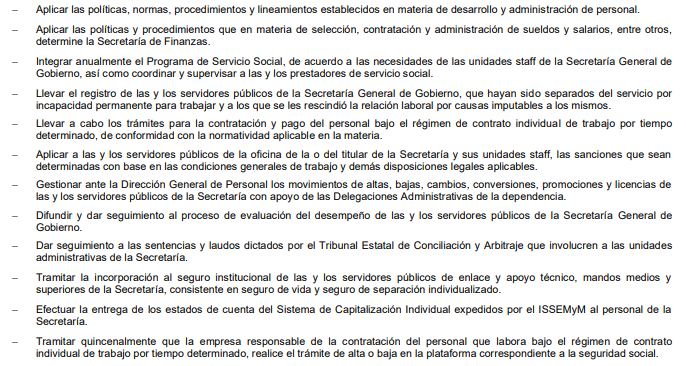 – Aplicar las políticas, normas, procedimientos y lineamientos establecidos en materia de desarrollo y administración de personal.
– Aplicar las políticas y procedimientos que en materia de selección, contratación y administración de sueldos y salarios, entre otros,
determine la Secretaría de Finanzas.
– Integrar anualmente el Programa de Servicio Social, de acuerdo a las necesidades de las unidades staff de la Secretaría General de
Gobierno, así como coordinar y supervisar a las y los prestadores de servicio social.
– Llevar el registro de las y los servidores públicos de la Secretaría General de Gobierno, que hayan sido separados del servicio por
incapacidad permanente para trabajar y a los que se les rescindió la relación laboral por causas imputables a los mismos.
– Llevar a cabo los trámites para la contratación y pago del personal bajo el régimen de contrato individual de trabajo por tiempo
determinado, de conformidad con la normatividad aplicable en la materia.
– Aplicar a las y los servidores públicos de la oficina de la o del titular de la Secretaría y sus unidades staff, las sanciones que sean
determinadas con base en las condiciones generales de trabajo y demás disposiciones legales aplicables.
– Gestionar ante la Dirección General de Personal los movimientos de altas, bajas, cambios, conversiones, promociones y licencias de
las y los servidores públicos de la Secretaría con apoyo de las Delegaciones Administrativas de la dependencia.
– Difundir y dar seguimiento al proceso de evaluación del desempeño de las y los servidores públicos de la Secretaría General de
Gobierno.
– Dar seguimiento a las sentencias y laudos dictados por el Tribunal Estatal de Conciliación y Arbitraje que involucren a las unidades
administrativas de la Secretaría.
– Tramitar la incorporación al seguro institucional de las y los servidores públicos de enlace y apoyo técnico, mandos medios y
superiores de la Secretaría, consistente en seguro de vida y seguro de separación individualizado.
– Efectuar la entrega de los estados de cuenta del Sistema de Capitalización Individual expedidos por el ISSEMyM al personal de la
Secretaría.
– Tramitar quincenalmente que la empresa responsable de la contratación del personal que labora bajo el régimen de contrato
individual de trabajo por tiempo determinado, realice el trámite de alta o baja en la plataforma correspondiente a la seguridad social.